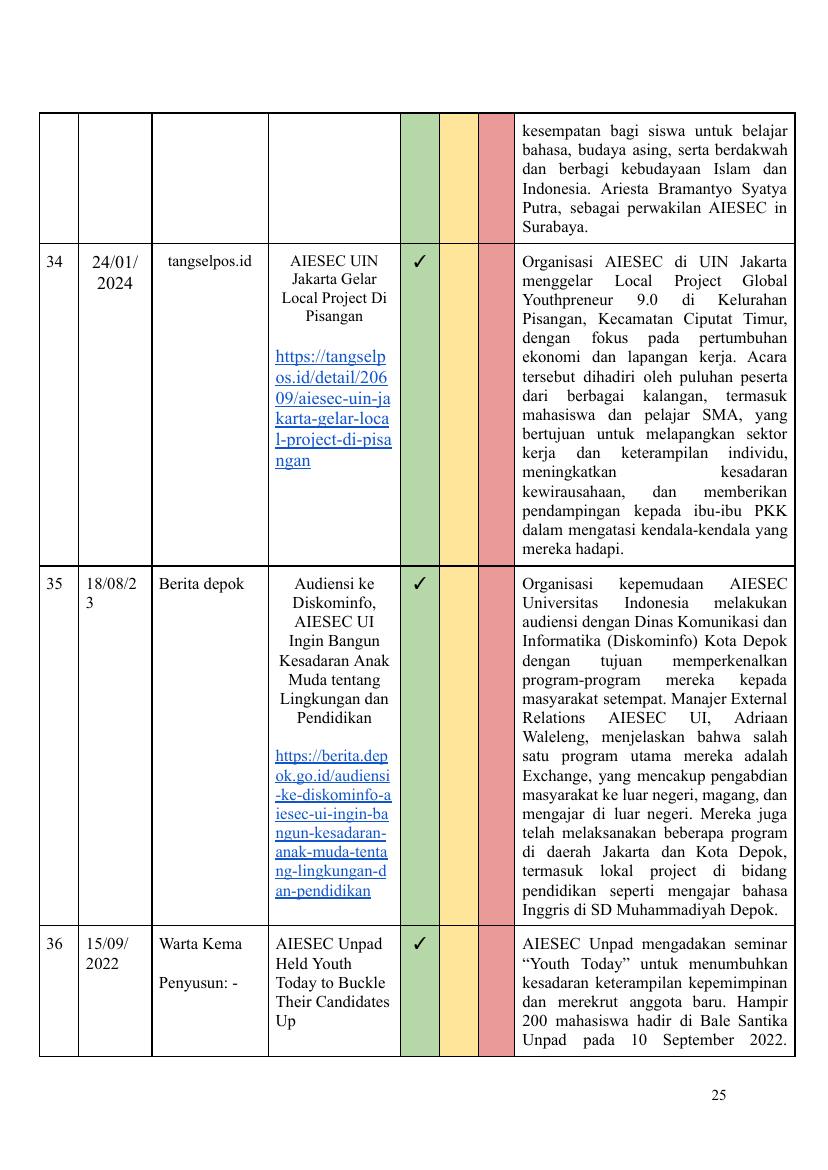 kesempatan bagi siswa untuk belajar
bahasa, budaya asing, serta berdakwah
dan berbagi kebudayaan Islam dan
Indonesia. Ariesta Bramantyo Syatya
Putra, sebagai perwakilan AIESEC in
Surabaya.
34
24/01/
2024
tangselpos.id
AIESEC UIN
Jakarta Gelar
Local Project Di
Pisangan
https://tangselp
os.id/detail/206
09/aiesec-uin-ja
karta-gelar-loca
l-project-di-pisa
ngan
✓
Organisasi AIESEC di UIN Jakarta
menggelar Local Project Global
Youthpreneur 9.0 di Kelurahan
Pisangan, Kecamatan Ciputat Timur,
dengan fokus pada pertumbuhan
ekonomi dan lapangan kerja. Acara
tersebut dihadiri oleh puluhan peserta
dari berbagai kalangan, termasuk
mahasiswa dan pelajar SMA, yang
bertujuan untuk melapangkan sektor
kerja dan keterampilan individu,
meningkatkan kesadaran
kewirausahaan, dan memberikan
pendampingan kepada ibu-ibu PKK
dalam mengatasi kendala-kendala yang
mereka hadapi.
35
18/08/2
3
Berita depok
Audiensi ke
Diskominfo,
AIESEC UI
Ingin Bangun
Kesadaran Anak
Muda tentang
Lingkungan dan
Pendidikan
https://berita.dep
ok.go.id/audiensi
-ke-diskominfo-a
iesec-ui-ingin-ba
ngun-kesadaran-
anak-muda-tenta
ng-lingkungan-d
an-pendidikan
✓
Organisasi kepemudaan AIESEC
Universitas Indonesia melakukan
audiensi dengan Dinas Komunikasi dan
Informatika (Diskominfo) Kota Depok
dengan tujuan memperkenalkan
program-program mereka kepada
masyarakat setempat. Manajer External
Relations AIESEC UI, Adriaan
Waleleng, menjelaskan bahwa salah
satu program utama mereka adalah
Exchange, yang mencakup pengabdian
masyarakat ke luar negeri, magang, dan
mengajar di luar negeri. Mereka juga
telah melaksanakan beberapa program
di daerah Jakarta dan Kota Depok,
termasuk lokal project di bidang
pendidikan seperti mengajar bahasa
Inggris di SD Muhammadiyah Depok.
36
15/09/
2022
Warta Kema
Penyusun: -
AIESEC Unpad
Held Youth
Today to Buckle
Their Candidates
Up
✓
AIESEC Unpad mengadakan seminar
“Youth Today” untuk menumbuhkan
kesadaran keterampilan kepemimpinan
dan merekrut anggota baru. Hampir
200 mahasiswa hadir di Bale Santika
Unpad pada 10 September 2022.
25